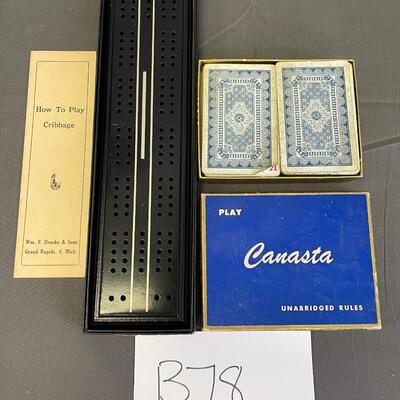 How To Play
Cribbage
Wm. F. Drueke & Sons
Grand Rapids, 4, Mich.
PLAY
Canasta
UNABRIDGED RULES
B78